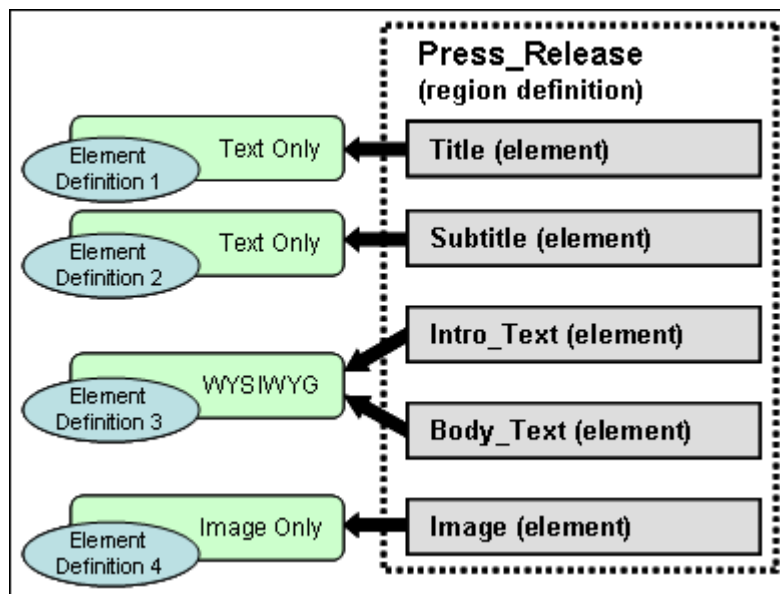 Press_Release
(region definition)
Text Only
Element
Definition 1
Title (element)
Text Only
Element
Definition 2
Subtitle (element)
Intro_Text (element)
WYSIWYG
Element
Definition 3
Body_Text (element)
Image Only
Element
Definition 4
Image (element)